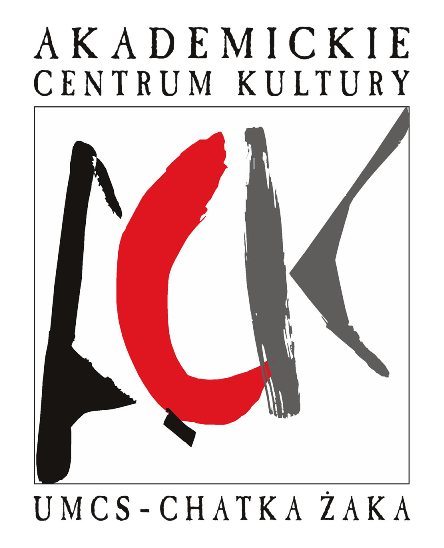 AKADEMICKIE
CENTRUM KULTURY
ACK
UMCS-CHATKA ŻAKA